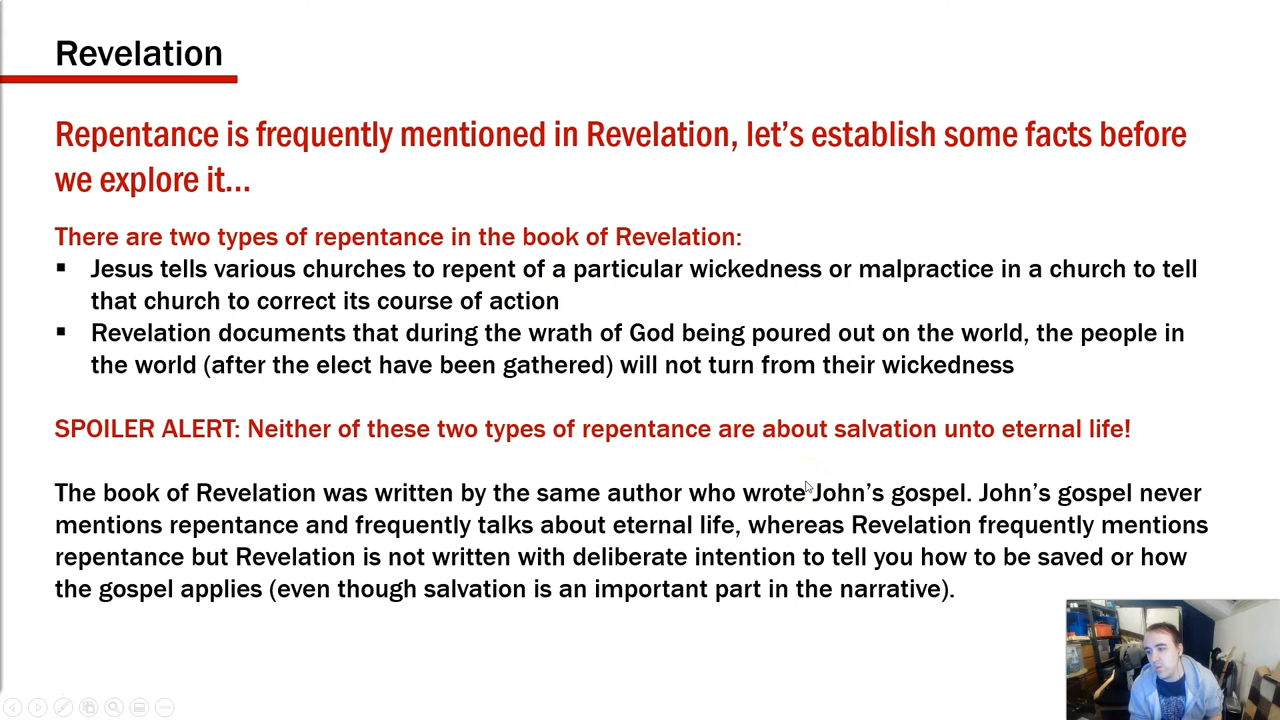 Revelation
Repentance is frequently mentioned in Revelation, let's establish some facts before
we explore it...
There are two types of repentance in the book of Revelation:
▪ Jesus tells various churches to repent of a particular wickedness or malpractice in a church to tell
that church to correct its course of action
▪ Revelation documents that during the wrath of God being poured out on the world, the people in
the world (after the elect have been gathered) will not turn from their wickedness
SPOILER ALERT: Neither of these two types of repentance are about salvation unto eternal life!
The book of Revelation was written by the same author who wrote John's gospel. John's gospel never
mentions repentance and frequently talks about eternal life, whereas Revelation frequently mentions
repentance but Revelation is not written with deliberate intention to tell you how to be saved or how
the gospel applies (even though salvation is an important part in the narrative).